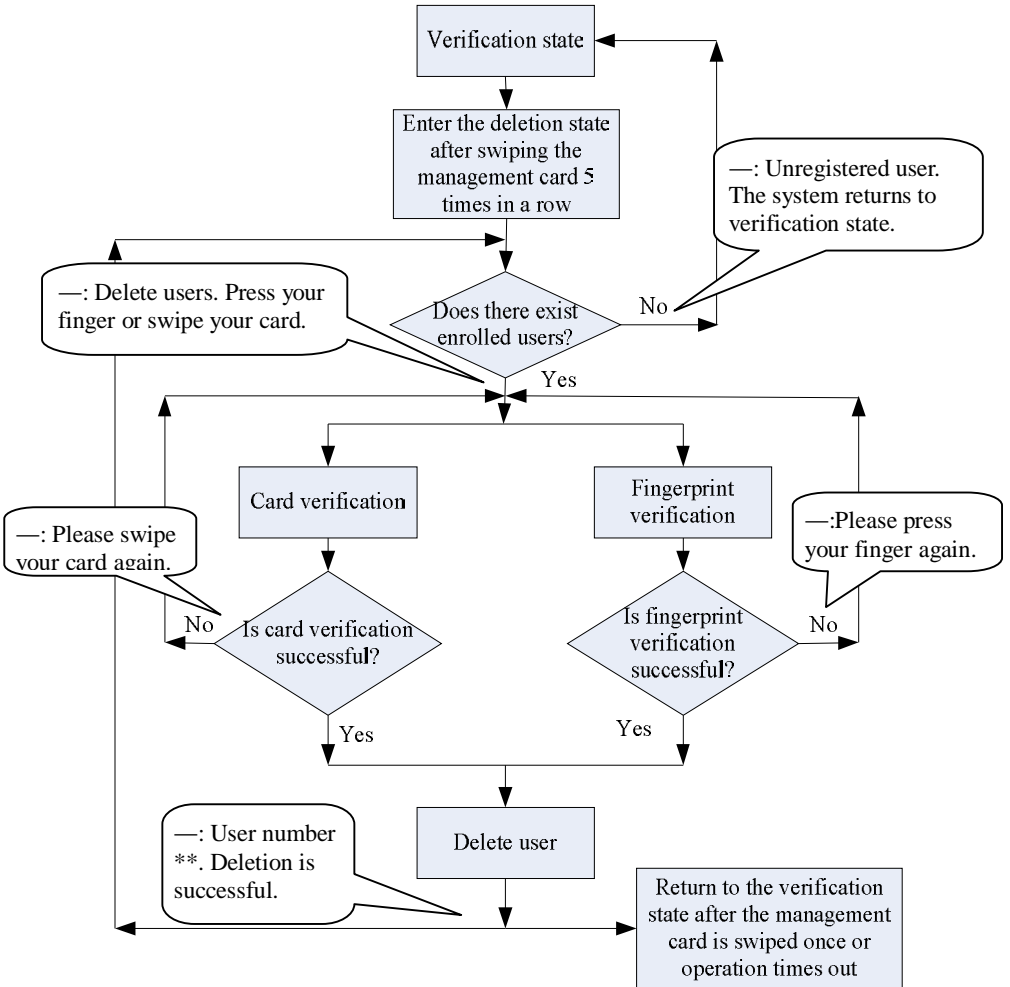 Verification state
Enter the deletion state
after swiping the
management card 5
times in a row
—: Unregistered user.
The system returns to
verification state.
—: Delete users. Press your
finger or swipe your card.
Does there exist
enrolled users?
No
Yes
Card verification
Fingerprint
verification
—: Please swipe
your card again.
—:Please press
your finger again.
No
Is card verification
successful?
Is fingerprint
verification
successful?
No
Yes
Yes
—: User number
**. Deletion is
successful.
Delete user
Return to the verification
state after the management
card is swiped once or
operation times out